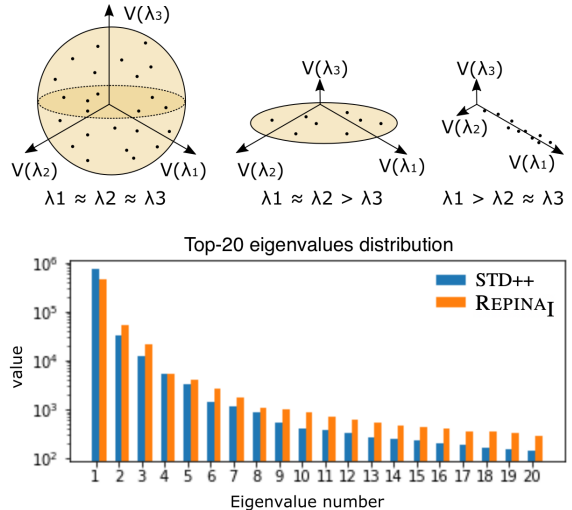 V(λ3)
V(λ2)
V(λ1)
λ1 ≈ λ2 ≈ λ3
V(λ3)
V(λ2)
V(λ1)
λ1 ≈ λ2 > λ3
V(λ3)
V(λ2)
V(λ1)
λ1 > λ2 ≈ λ3
Top-20 eigenvalues distribution
STD++
REPINA_I
value
10^6
10^5
10^4
10^3
10^2
1 2 3 4 5 6 7 8 9 10 11 12 13 14 15 16 17 18 19 20
Eigenvalue number